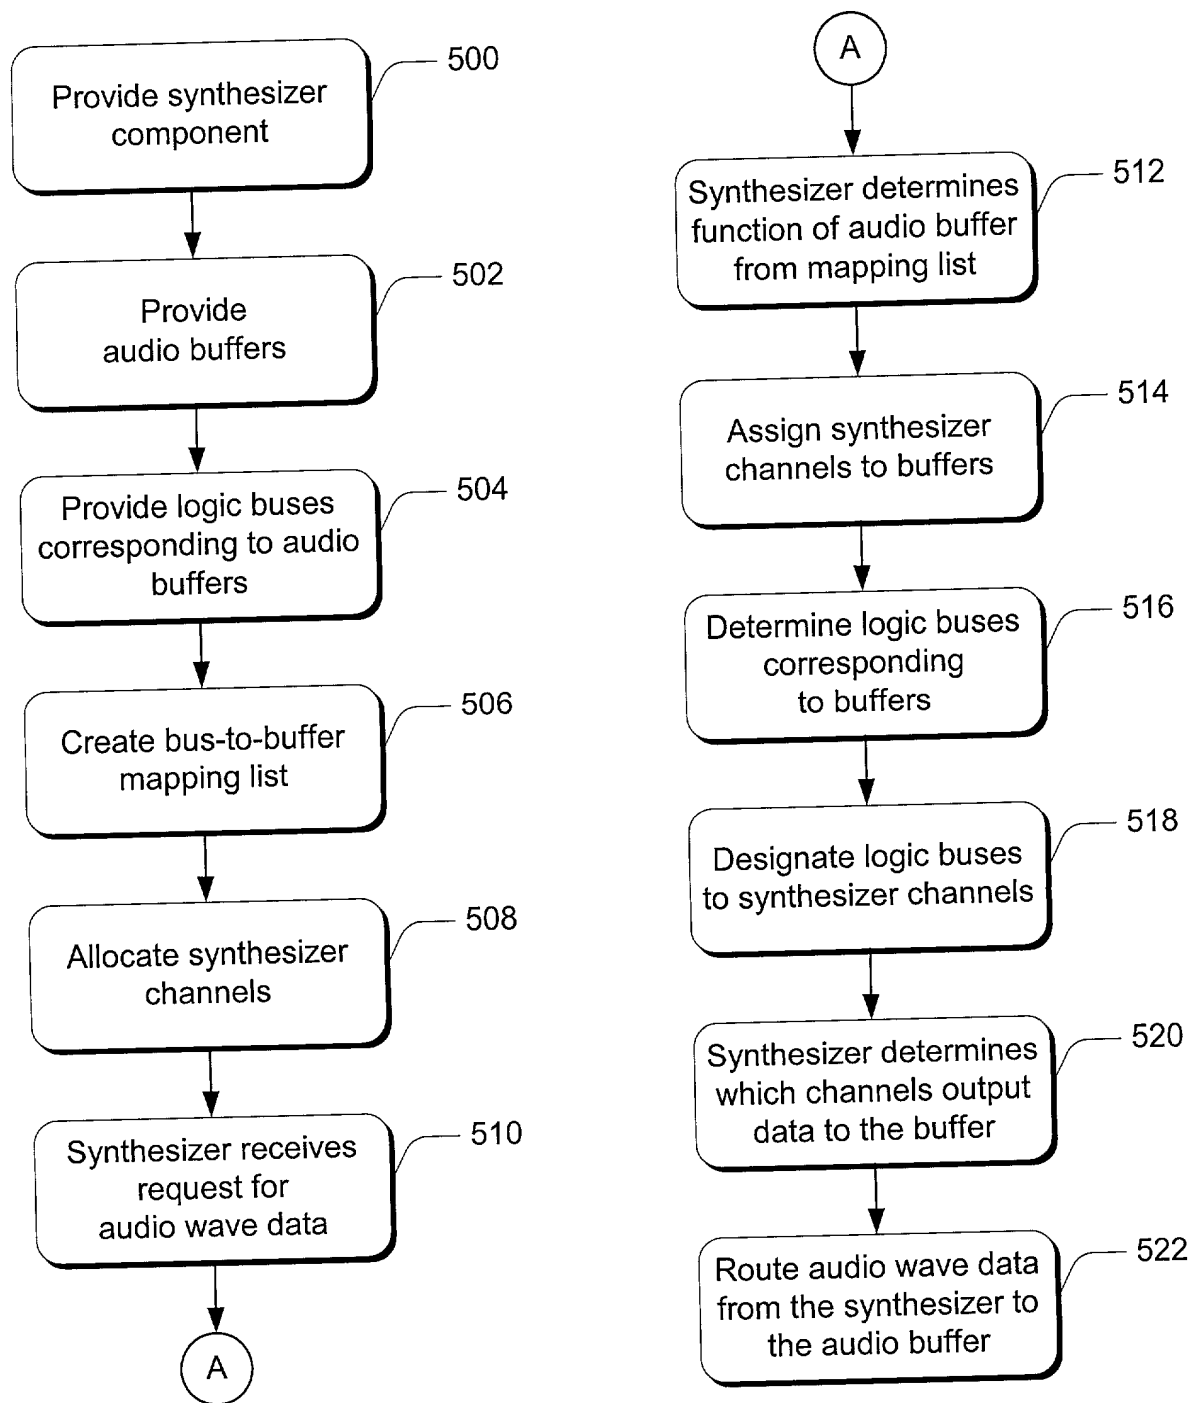 500
Provide synthesizer
component
502
Provide
audio buffers
504
Provide logic buses
corresponding to audio
buffers
506
Create bus-to-buffer
mapping list
508
Allocate synthesizer
channels
510
Synthesizer receives
request for
audio wave data
A
A
512
Synthesizer determines
function of audio buffer
from mapping list
514
Assign synthesizer
channels to buffers
516
Determine logic buses
corresponding
to buffers
518
Designate logic buses
to synthesizer channels
520
Synthesizer determines
which channels output
data to the buffer
522
Route audio wave data
from the synthesizer to
the audio buffer